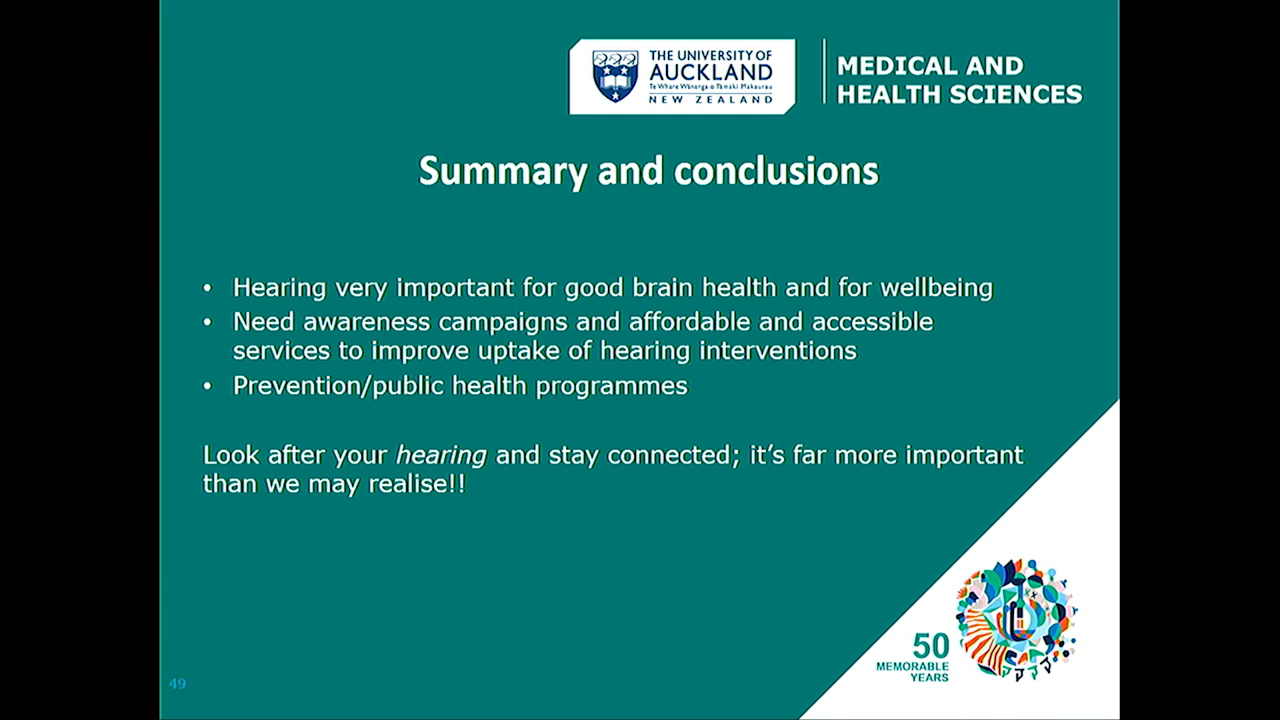 THE UNIVERSITY OF
AUCKLAND
Te Whare Wānanga o Tāmaki Makaurau
NEW ZEALAND
MEDICAL AND
HEALTH SCIENCES
Summary and conclusions
• Hearing very important for good brain health and for wellbeing
• Need awareness campaigns and affordable and accessible
services to improve uptake of hearing interventions
• Prevention/public health programmes
Look after your hearing and stay connected; it's far more important
than we may realise!!
50
MEMORABLE
YEARS
49